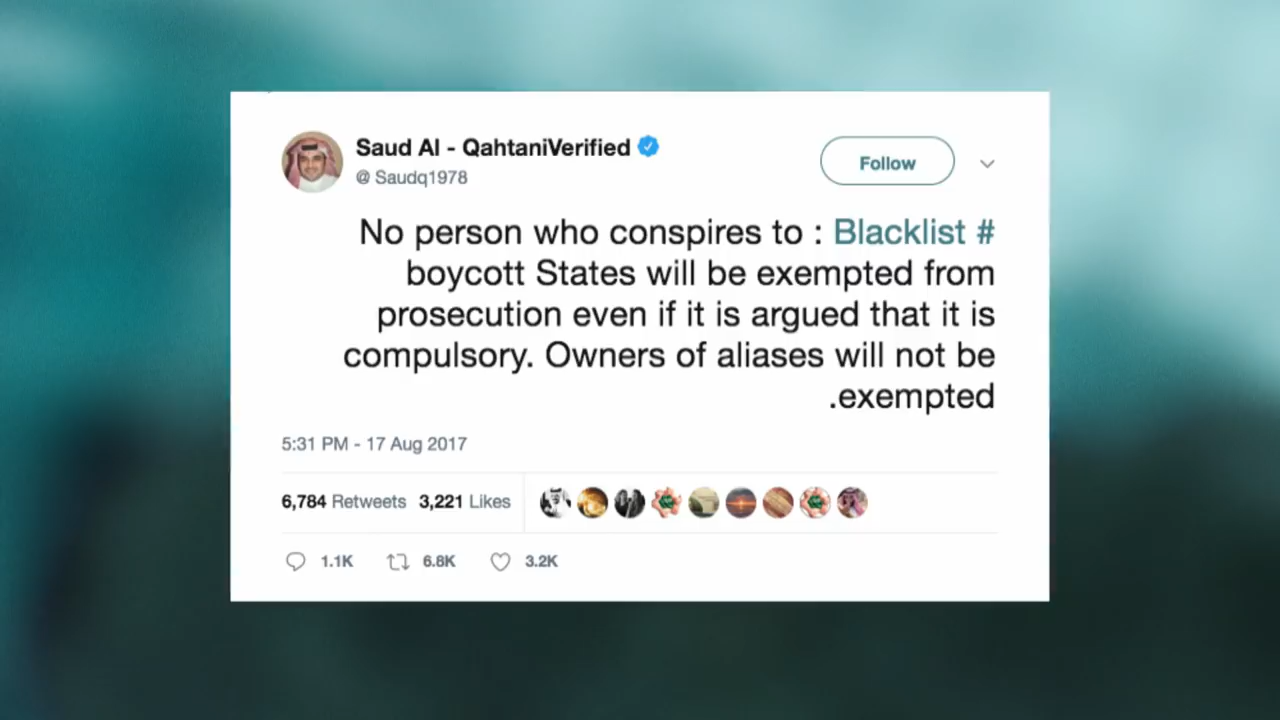 Saud Al - QahtaniVerified
@ Saudq1978
Follow
No person who conspires to : Blacklist #
boycott States will be exempted from
prosecution even if it is argued that it is
compulsory. Owners of aliases will not be
.exempted
5:31 PM - 17 Aug 2017
6,784 Retweets 3,221 Likes
1.1K 6.8K 3.2K